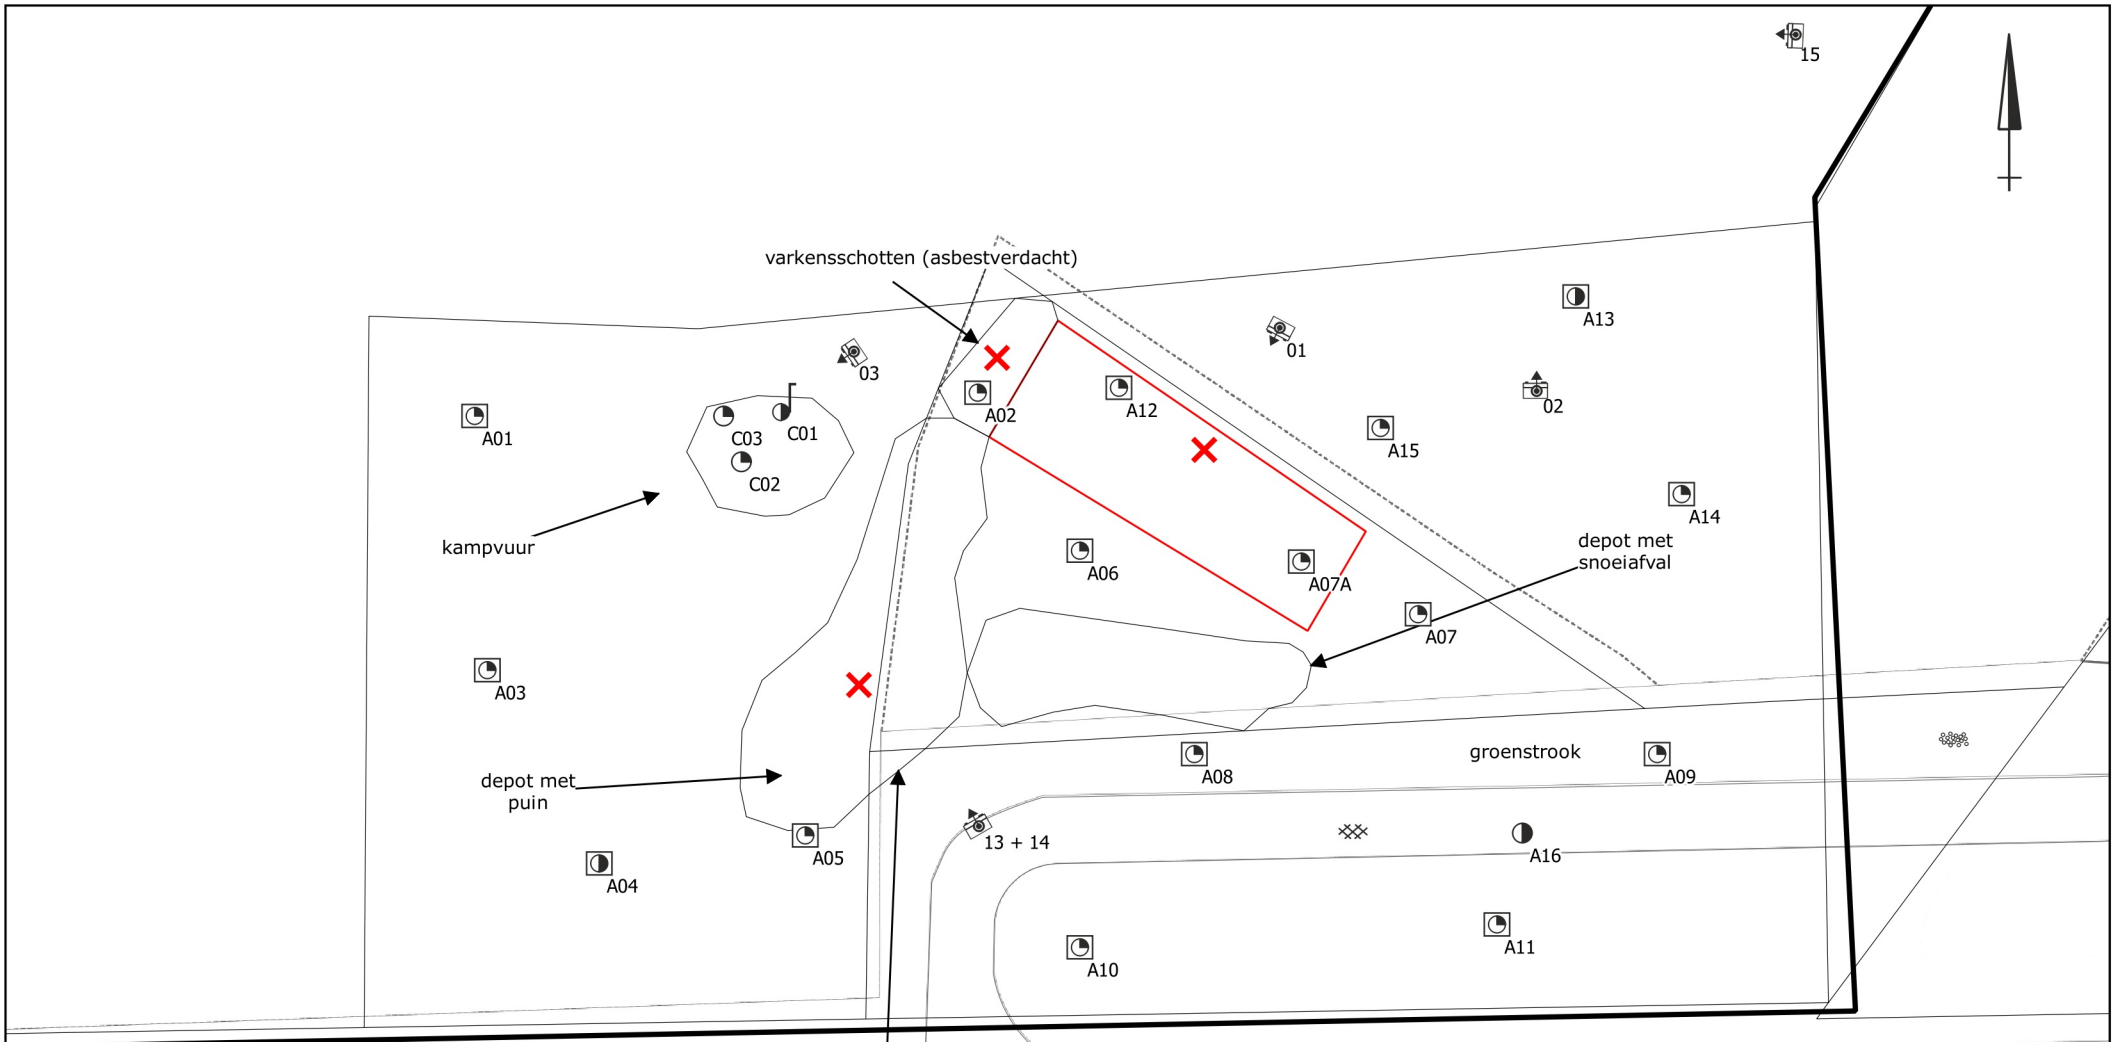 15
varkensschotten (asbestverdacht)
A13
01
03
02
A02
A12
A01
C03
C01
A15
C02
A14
kampvuur
depot met
snoeiafval
A06
A07A
A07
A03
groenstrook
A08
A09
depot met
puin
13 + 14
A05
A16
A04
A11
A10